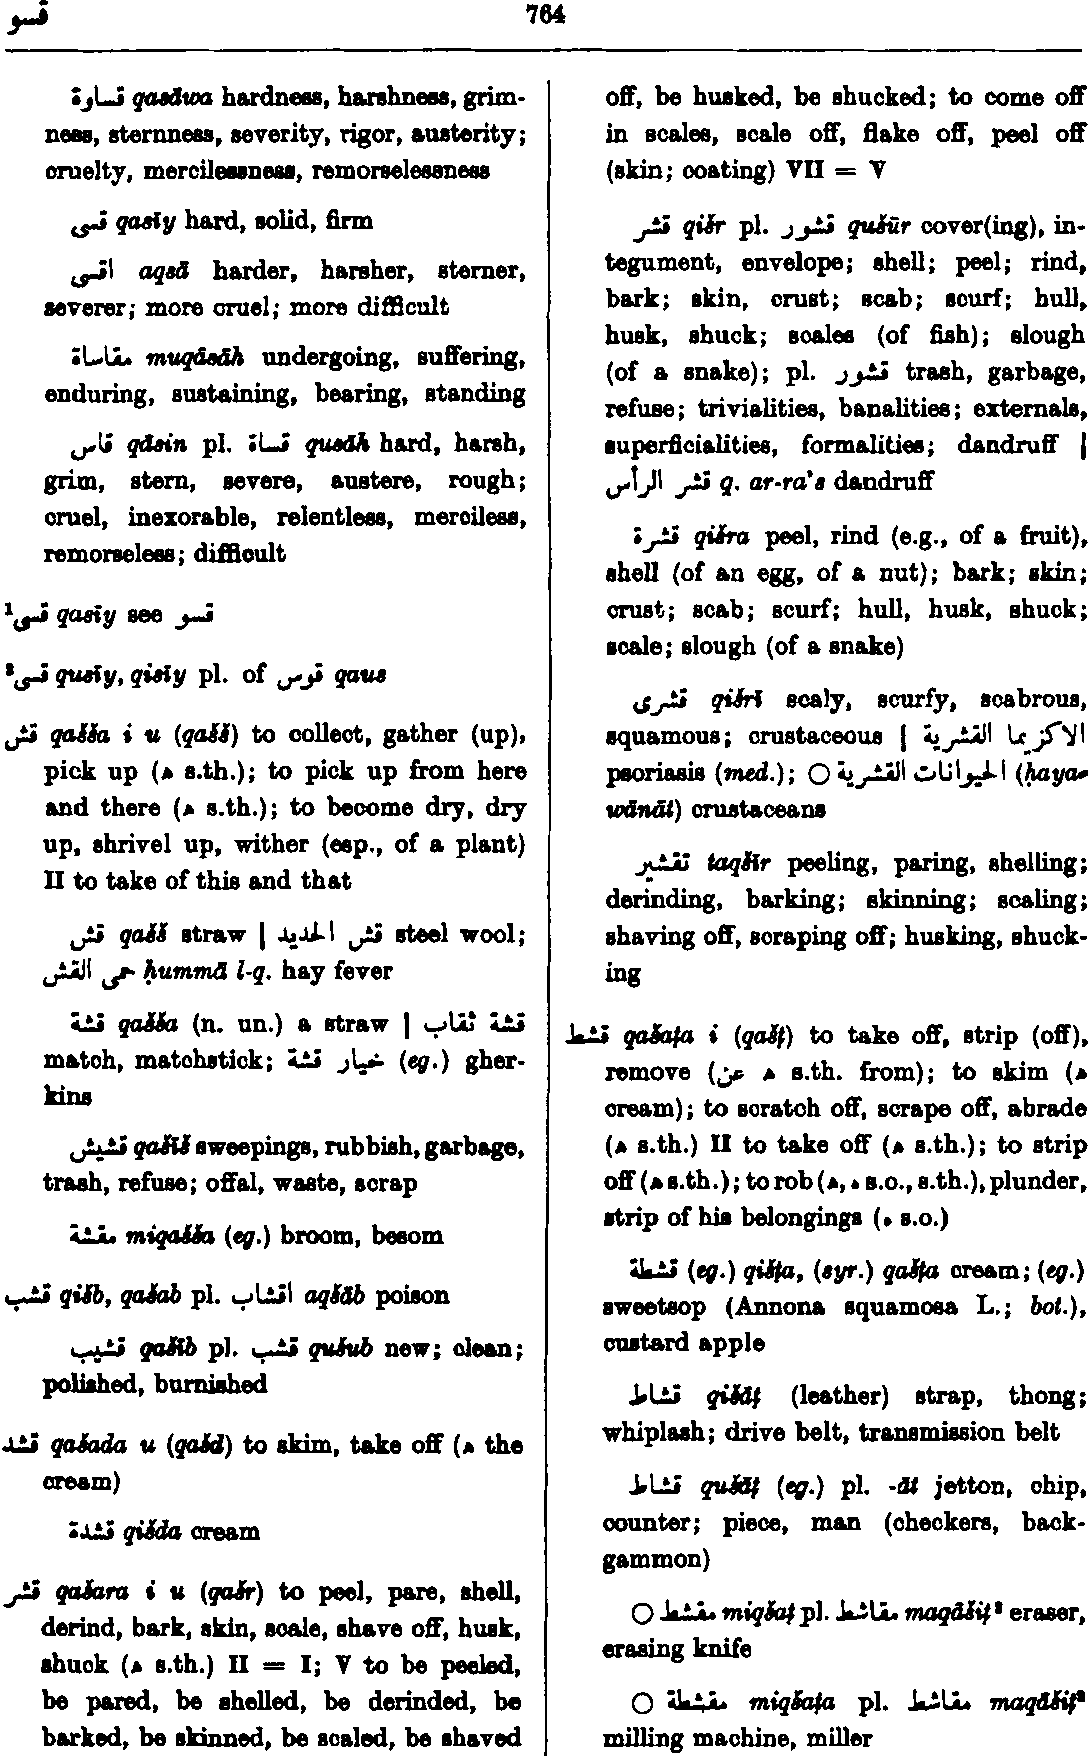 قسو
764
قساوة qasāwa hardness, harshness, grim-
ness, sternness, severity, rigor, austerity;
cruelty, mercilessness, remorselessness
قسى qasīy hard, solid, firm
اقسى aqsā harder, harsher, sterner,
severer; more cruel; more difficult
مقاساة muqāsāh undergoing, suffering,
enduring, sustaining, bearing, standing
قاس qāsin pl. قساة qusāh hard, harsh,
grim, stern, severe, austere, rough;
cruel, inexorable, relentless, merciless,
remorseless; difficult
¹قسى qasīy see قسو
²قسى qusīy, qisīy pl. of قوس qaus
قش qašša i u (qašš) to collect, gather (up),
pick up (ه s.th.); to pick up from here
and there (ه s.th.); to become dry, dry
up, shrivel up, wither (esp., of a plant)
II to take of this and that
قش qašš straw | قش الحديد steel wool;
حمى القش ḥummā l-q. hay fever
قشة qašša (n. un.) a straw | قشة ثقاب
match, matchstick; خيار قشة (eg.) gher-
kins
قشيش qašīš sweepings, rubbish, garbage,
trash, refuse; offal, waste, scrap
مقشة miqašša (eg.) broom, besom
قشب qišb, qašab pl. اقشاب aqšāb poison
قشيب qašīb pl. قشب qušub new; clean;
polished, burnished
قشد qašada u (qašd) to skim, take off (ه the
cream)
قشدة qišda cream
قشر qašara i u (qašr) to peel, pare, shell,
derind, bark, skin, scale, shave off, husk,
shuck (ه s.th.) II = I; V to be peeled,
be pared, be shelled, be derinded, be
barked, be skinned, be scaled, be shaved
off, be husked, be shucked; to come off
in scales, scale off, flake off, peel off
(skin; coating) VII = V
قشر qišr pl. قشور qušūr cover(ing), in-
tegument, envelope; shell; peel; rind,
bark; skin, crust; scab; scurf; hull,
husk, shuck; scales (of fish); slough
(of a snake); pl. قشور trash, garbage,
refuse; trivialities, banalities; externals,
superficialities, formalities; dandruff |
قشر الرأس q. ar-ra's dandruff
قشرة qišra peel, rind (e.g., of a fruit),
shell (of an egg, of a nut); bark; skin;
crust; scab; scurf; hull, husk, shuck;
scale; slough (of a snake)
قشرى qišrī scaly, scurfy, scabrous,
squamous; crustaceous | الاكزيما القشرية
psoriasis (med.); ○ الحيوانات القشرية (ḥaya-
wānāt) crustaceans
تقشير taqšīr peeling, paring, shelling;
derinding, barking; skinning; scaling;
shaving off, scraping off; husking, shuck-
ing
قشط qašaṭa i (qašṭ) to take off, strip (off),
remove (ه عن s.th. from); to skim (ه
cream); to scratch off, scrape off, abrade
(ه s.th.) II to take off (ه s.th.); to strip
off (ه s.th.); to rob (ه, ه s.o., s.th.), plunder,
strip of his belongings (ه s.o.)
قشطة (eg.) qišṭa, (syr.) qašṭa cream; (eg.)
sweetsop (Annona squamosa L.; bot.),
custard apple
قشاط qišāṭ (leather) strap, thong;
whiplash; drive belt, transmission belt
قشاط qušāṭ (eg.) pl. -āt jetton, chip,
counter; piece, man (checkers, back-
gammon)
○ مقشط miqšaṭ pl. مقاشط maqāšiṭ² eraser,
erasing knife
○ مقشطة miqšaṭa pl. مقاشط maqāšiṭ²
milling machine, miller